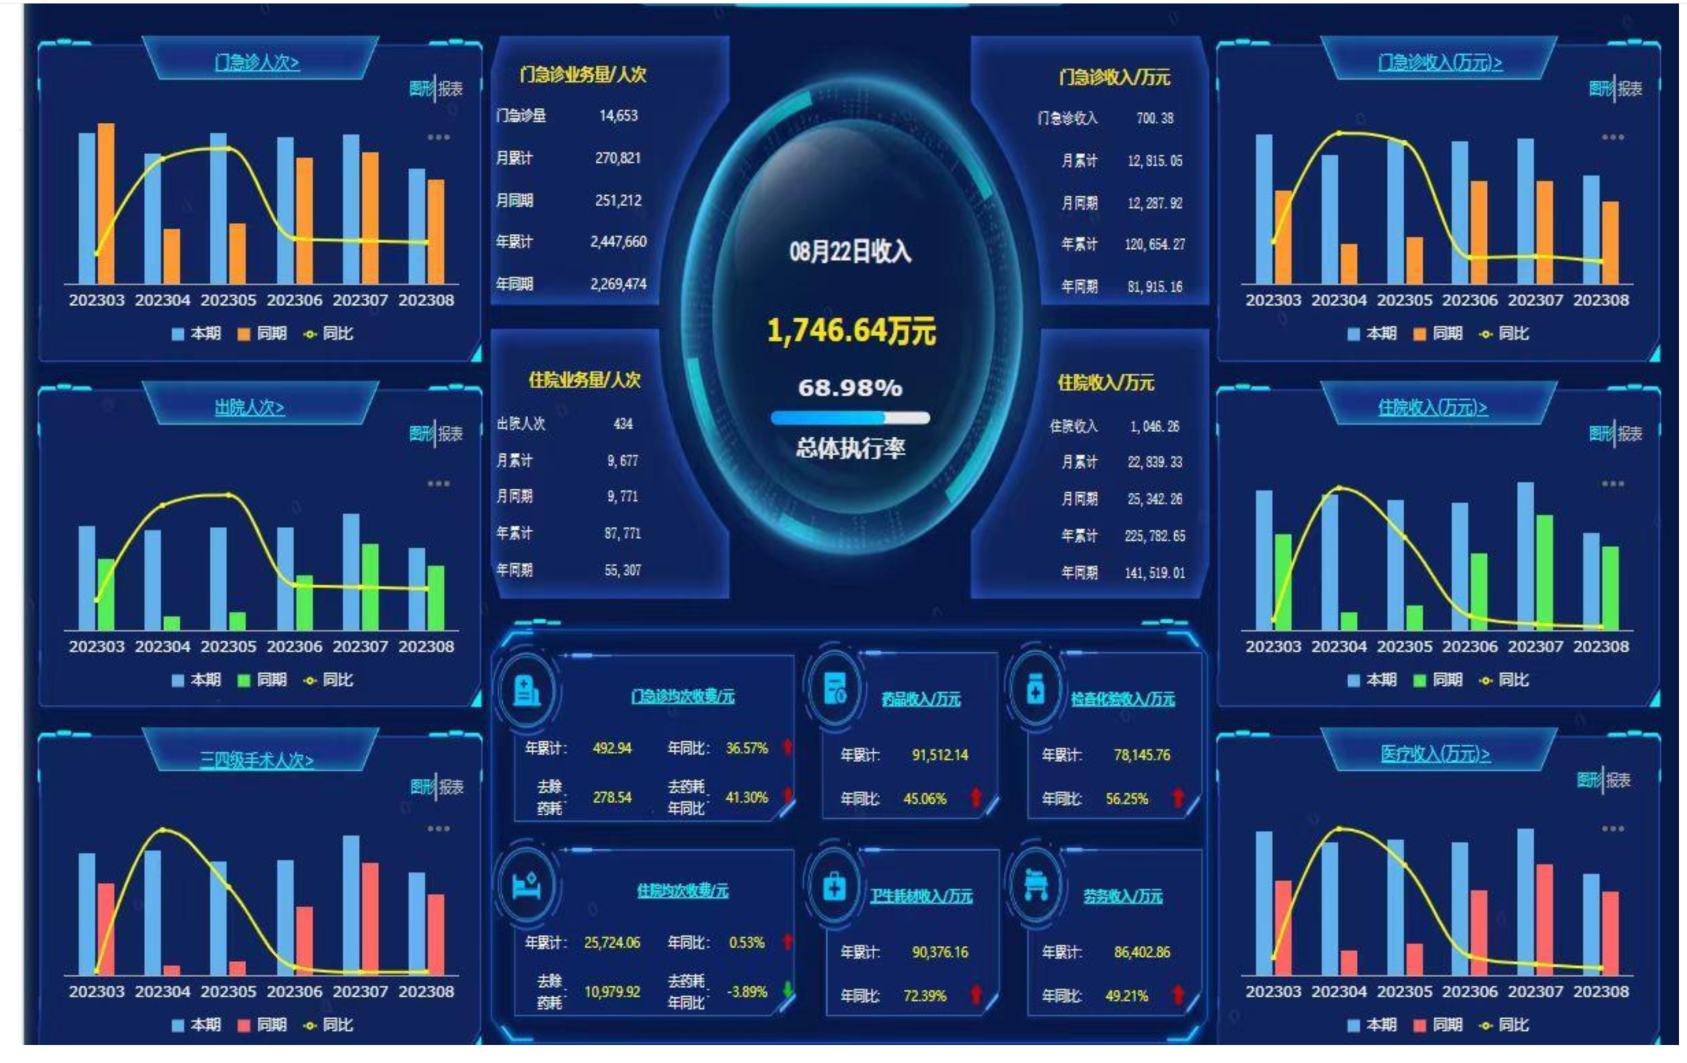 门急诊人次>
图形|报表
202303 202304 202305 202306 202307 202308
本期 同期 同比
出院人次>
图形|报表
202303 202304 202305 202306 202307 202308
本期 同期 同比
三四级手术人次>
图形|报表
202303 202304 202305 202306 202307 202308
本期 同期 同比
门急诊业务量/人次
门急诊量 14,653
月累计 270,821
月同期 251,212
年累计 2,447,660
年同期 2,269,474
住院业务量/人次
出院人次 434
月累计 9,677
月同期 9,771
年累计 87,771
年同期 55,307
08月22日收入
1,746.64万元
68.98%
总体执行率
门急诊收入/万元
门急诊收入 700.38
月累计 12,815.05
月同期 12,287.92
年累计 120,654.27
年同期 81,915.16
住院收入/万元
住院收入 1,046.26
月累计 22,839.33
月同期 25,342.26
年累计 225,782.65
年同期 141,519.01
门急诊均次收费/元
年累计: 492.94 年同比: 36.57%
去除药耗: 278.54 去药耗年同比: 41.30%
药品收入/万元
年累计: 91,512.14
年同比: 45.06%
检查化验收入/万元
年累计: 78,145.76
年同比: 56.25%
住院均次收费/元
年累计: 25,724.06 年同比: 0.53%
去除药耗: 10,979.92 去药耗年同比: -3.89%
卫生耗材收入/万元
年累计: 90,376.16
年同比: 72.39%
劳务收入/万元
年累计: 86,402.86
年同比: 49.21%
门急诊收入(万元)>
图形|报表
202303 202304 202305 202306 202307 202308
本期 同期 同比
住院收入(万元)>
图形|报表
202303 202304 202305 202306 202307 202308
本期 同期 同比
医疗收入(万元)>
图形|报表
202303 202304 202305 202306 202307 202308
本期 同期 同比